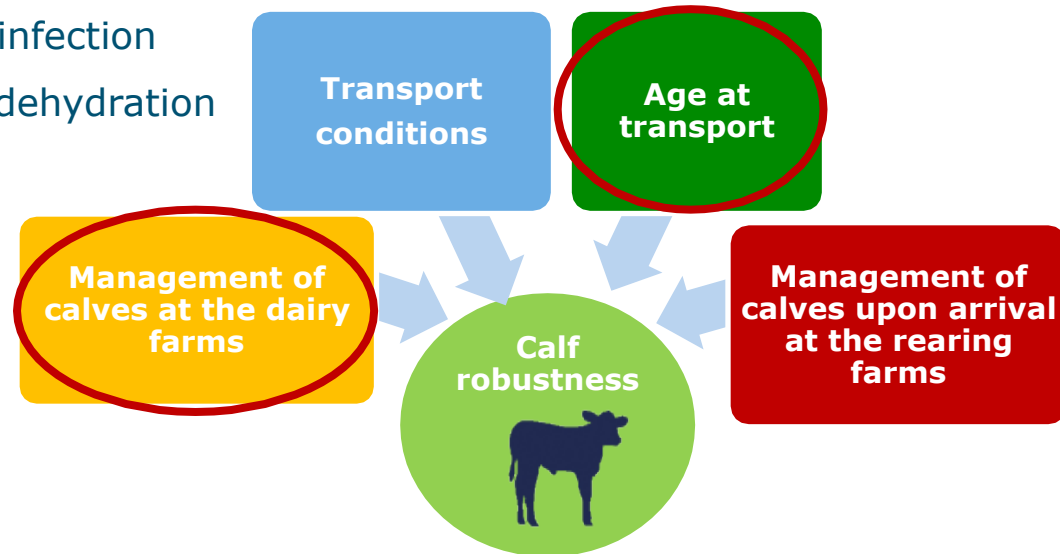 infection
dehydration
Transport
conditions
Age at
transport
Management of
calves at the dairy
farms
Management of
calves upon arrival
at the rearing
farms
Calf
robustness